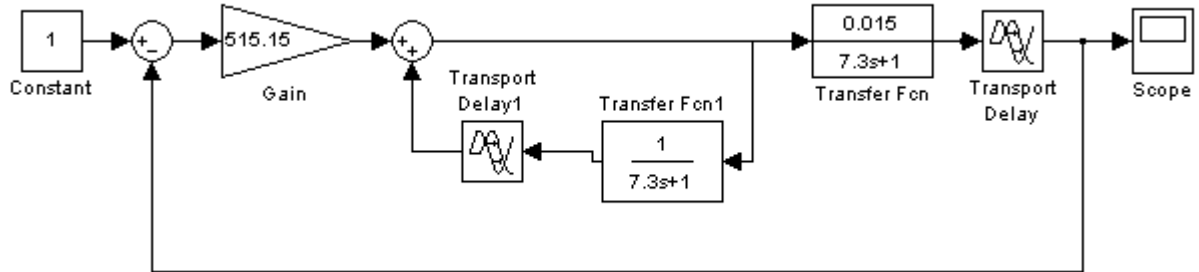 1
Constant
+
−
515.15
Gain
+
+
Transport
Delay1
Transfer Fcn1
1
7.3s+1
0.015
7.3s+1
Transfer Fcn
Transport
Delay
Scope